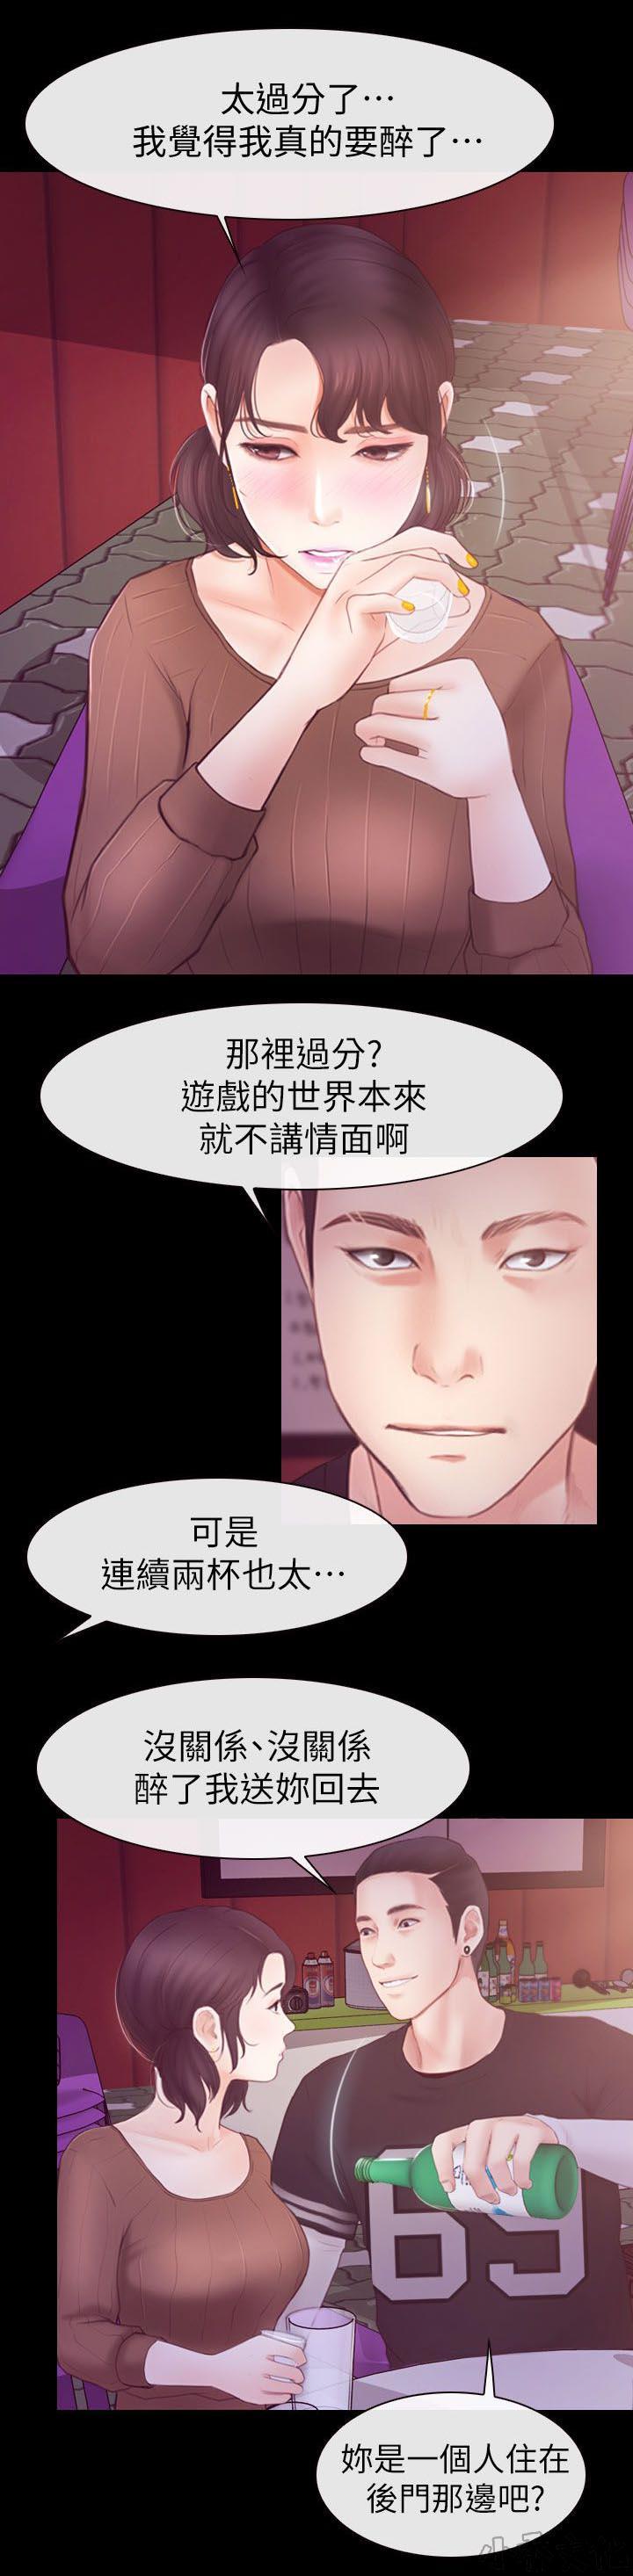 太過分了…
我覺得我真的要醉了…
那裡過分?
遊戲的世界本來
就不講情面啊
可是
連續兩杯也太…
沒關係、沒關係
醉了我送妳回去
69
妳是一個人住在
後門那邊吧?